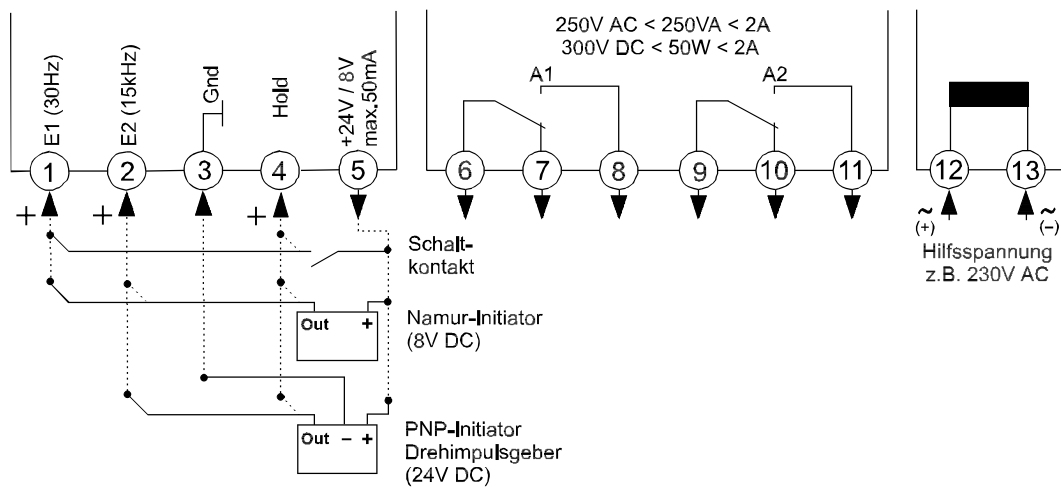 250V AC < 250VA < 2A
300V DC < 50W < 2A
E1 (30Hz)
E2 (15kHz)
Gnd
Hold
+24V / 8V
max.50mA
A1
A2
1
2
3
4
5
6
7
8
9
10
11
12
13
+
+
+
~
(+)
~
(−)
Hilfsspannung
z.B. 230V AC
Schalt-
kontakt
Out +
Namur-Initiator
(8V DC)
Out − +
PNP-Initiator
Drehimpulsgeber
(24V DC)